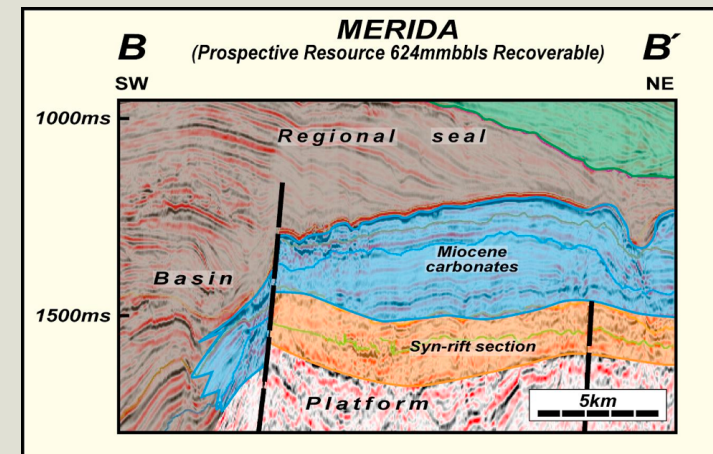 MERIDA
(Prospective Resource 624mmbbls Recoverable)
B
B´
SW
NE
1000ms
Regional seal
Miocene
carbonates
Basin
1500ms
Syn-rift section
Platform
5km